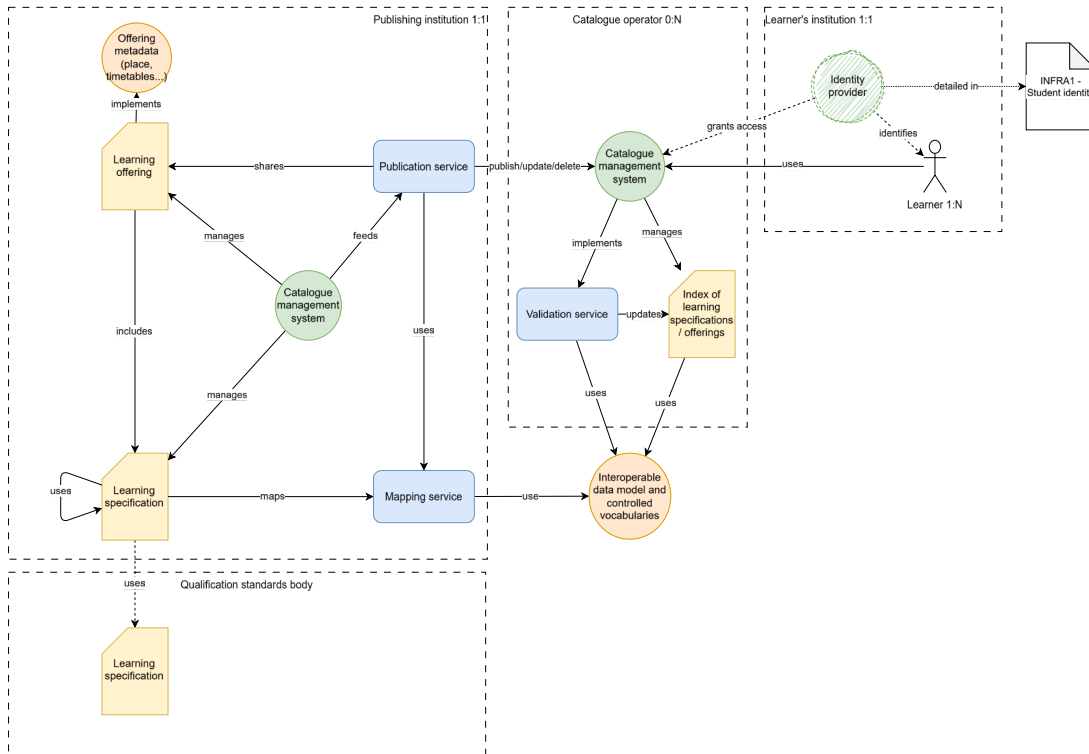 Publishing institution 1:1
Catalogue operator 0:N
Learner's institution 1:1
Offering
metadata
(place,
timetables...)
implements
Learning
offering
shares
Publication service
publish/update/delete
Catalogue
management
system
grants access
Identity
provider
detailed in
INFRA1 -
Student identit
identifies
uses
Learner 1:N
manages
feeds
Catalogue
management
system
implements
manages
Validation service
updates
Index of
learning
specifications
/ offerings
includes
uses
manages
uses
uses
uses
Learning
specification
maps
Mapping service
use
Interoperable
data model and
controlled
vocabularies
uses
Qualification standards body
Learning
specification